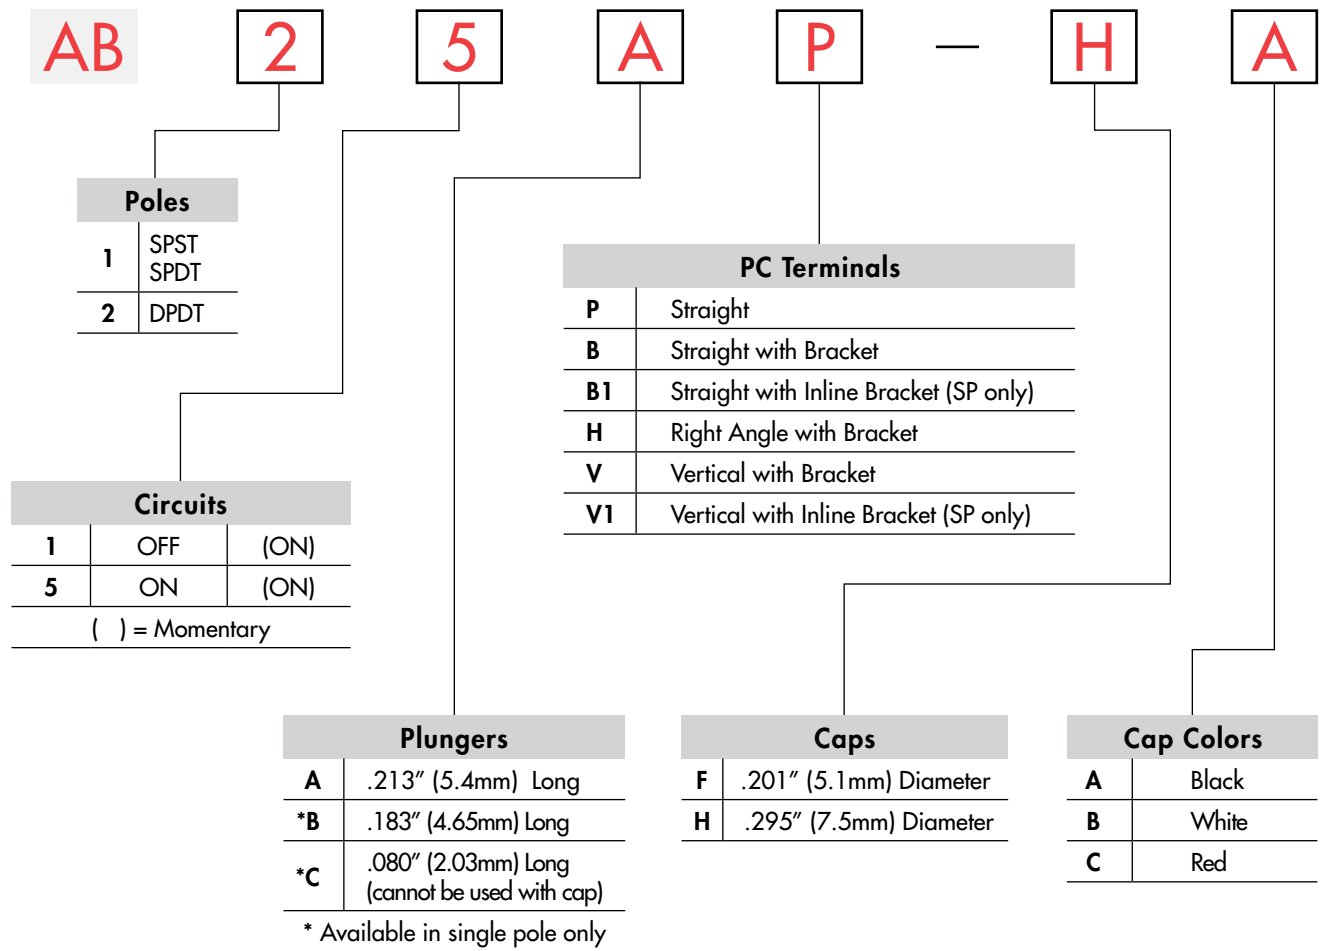 AB 2 5 A P — H A
Poles
1 SPST
SPDT
2 DPDT
PC Terminals
P Straight
B Straight with Bracket
B1 Straight with Inline Bracket (SP only)
H Right Angle with Bracket
V Vertical with Bracket
V1 Vertical with Inline Bracket (SP only)
Circuits
1 OFF (ON)
5 ON (ON)
( ) = Momentary
Plungers
A .213″ (5.4mm) Long
*B .183″ (4.65mm) Long
*C .080″ (2.03mm) Long
(cannot be used with cap)
* Available in single pole only
Caps
F .201″ (5.1mm) Diameter
H .295″ (7.5mm) Diameter
Cap Colors
A Black
B White
C Red